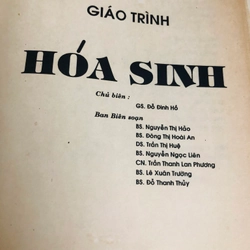 GIÁO TRÌNH
HÓA SINH
Chủ biên :
GS. Đỗ Đình Hồ
Ban Biên soạn
BS. Nguyễn Thị Hảo
BS. Đông Thị Hoài An
DS. Trần Thị Huệ
BS. Nguyễn Ngọc Liên
CN. Trần Thanh Lan Phương
BS. Lê Xuân Trường
BS. Đỗ Thanh Thủy